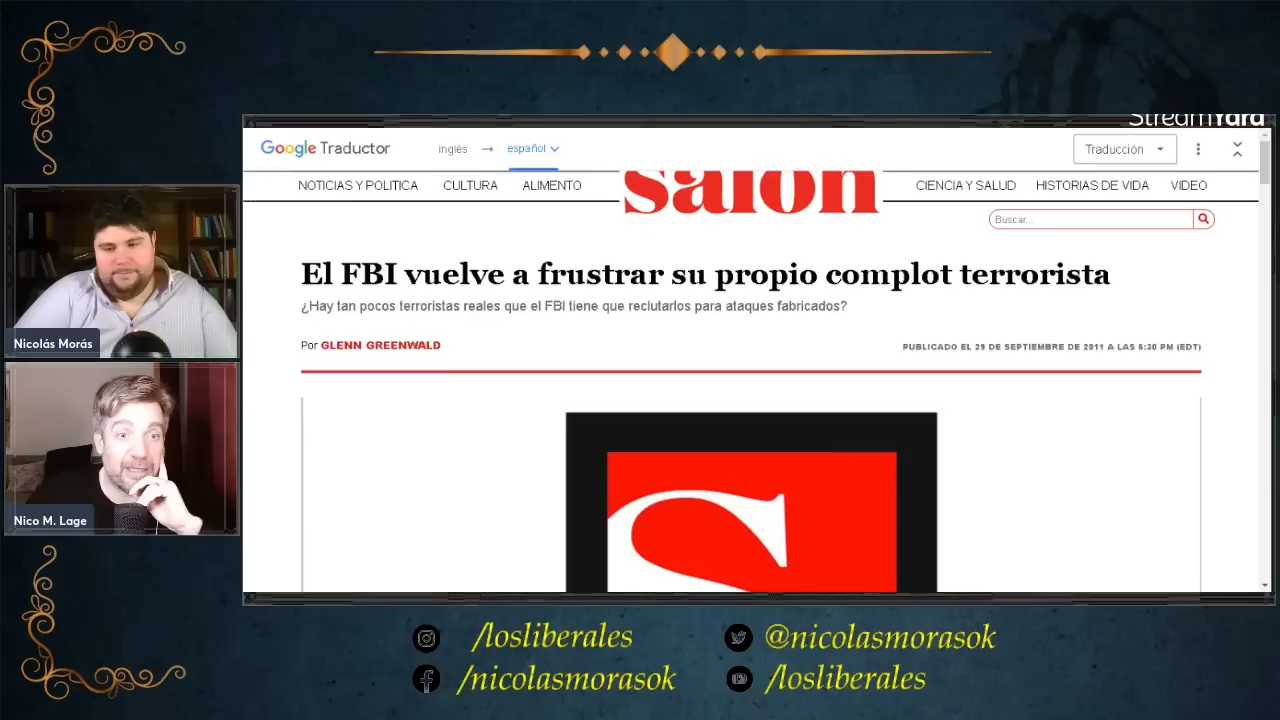 StreamYard
Google Traductor
inglés → español
Traducción
NOTICIAS Y POLITICA CULTURA ALIMENTO
salon
CIENCIA Y SALUD HISTORIAS DE VIDA VIDEO
Buscar...
El FBI vuelve a frustrar su propio complot terrorista
¿Hay tan pocos terroristas reales que el FBI tiene que reclutarlos para ataques fabricados?
Por GLENN GREENWALD
PUBLICADO EL 29 DE SEPTIEMBRE DE 2011 A LAS 5:30 PM (EDT)
S
Nicolás Morás
Nico M. Lage
/losliberales
@nicolasmorasok
/nicolasmorasok
/losliberales